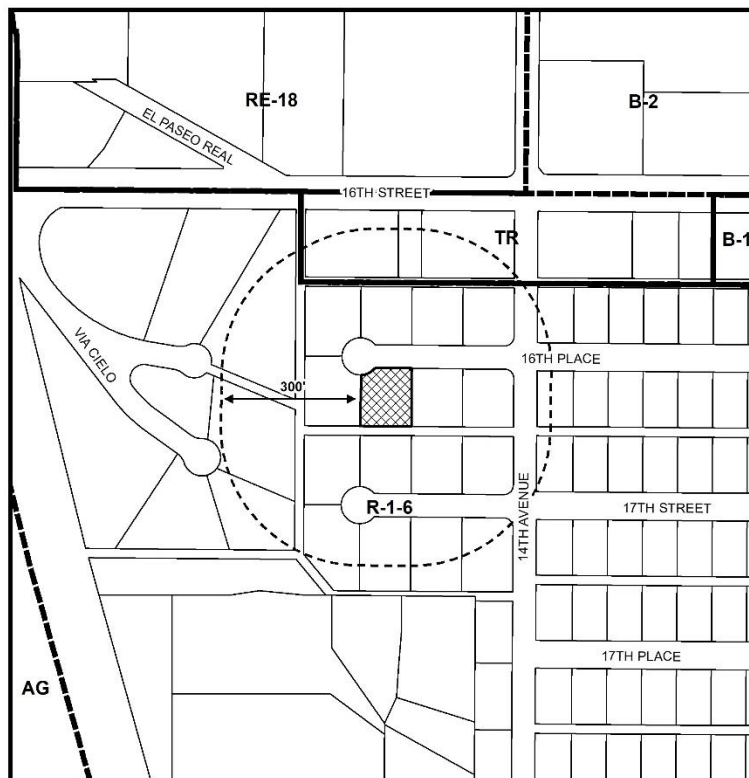 RE-18
B-2
EL PASEO REAL
16TH STREET
TR
B-1
VIA CIELO
16TH PLACE
300'
R-1-6
14TH AVENUE
17TH STREET
17TH PLACE
AG